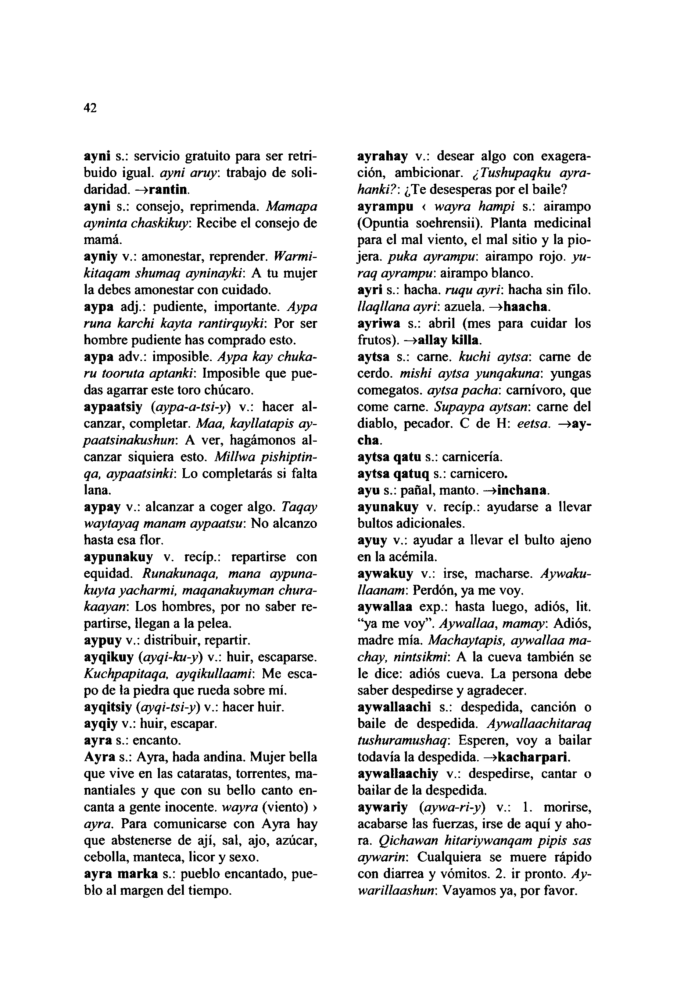 42
ayni s.: servicio gratuito para ser retri-
buido igual. ayni aruy: trabajo de soli-
daridad. →rantin.
ayni s.: consejo, reprimenda. Mamapa
ayninta chaskikuy: Recibe el consejo de
mamá.
ayniy v.: amonestar, reprender. Warmi-
kitaqam shumaq ayninayki: A tu mujer
la debes amonestar con cuidado.
aypa adj.: pudiente, importante. Aypa
runa karchi kayta rantirquyki: Por ser
hombre pudiente has comprado esto.
aypa adv.: imposible. Aypa kay chuka-
ru tooruta aptanki: Imposible que pue-
das agarrar este toro chúcaro.
aypaatsiy (aypa-a-tsi-y) v.: hacer al-
canzar, completar. Maa, kayllatapis ay-
paatsinakushun: A ver, hagámonos al-
canzar siquiera esto. Millwa pishiptin-
qa, aypaatsinki: Lo completarás si falta
lana.
aypay v.: alcanzar a coger algo. Taqay
waytayaq manam aypaatsu: No alcanzo
hasta esa flor.
aypunakuy v. recíp.: repartirse con
equidad. Runakunaqa, mana aypuna-
kuyta yacharmi, maqanakuyman chura-
kaayan: Los hombres, por no saber re-
partirse, llegan a la pelea.
aypuy v.: distribuir, repartir.
ayqikuy (ayqi-ku-y) v.: huir, escaparse.
Kuchpapitaqa, ayqikullaami: Me esca-
po de la piedra que rueda sobre mí.
ayqitsiy (ayqi-tsi-y) v.: hacer huir.
ayqiy v.: huir, escapar.
ayra s.: encanto.
Ayra s.: Ayra, hada andina. Mujer bella
que vive en las cataratas, torrentes, ma-
nantiales y que con su bello canto en-
canta a gente inocente. wayra (viento) ›
ayra. Para comunicarse con Ayra hay
que abstenerse de ají, sal, ajo, azúcar,
cebolla, manteca, licor y sexo.
ayra marka s.: pueblo encantado, pue-
blo al margen del tiempo.
ayrahay v.: desear algo con exagera-
ción, ambicionar. ¿Tushupaqku ayra-
hanki?: ¿Te desesperas por el baile?
ayrampu ‹ wayra hampi s.: airampo
(Opuntia soehrensii). Planta medicinal
para el mal viento, el mal sitio y la pio-
jera. puka ayrampu: airampo rojo. yu-
raq ayrampu: airampo blanco.
ayri s.: hacha. ruqu ayri: hacha sin filo.
llaqllana ayri: azuela. →haacha.
ayriwa s.: abril (mes para cuidar los
frutos). →allay killa.
aytsa s.: carne. kuchi aytsa: carne de
cerdo. mishi aytsa yunqakuna: yungas
comegatos. aytsa pacha: carnívoro, que
come carne. Supaypa aytsan: carne del
diablo, pecador. C de H: eetsa. →ay-
cha.
aytsa qatu s.: carnicería.
aytsa qatuq s.: carnicero.
ayu s.: pañal, manto. →inchana.
ayunakuy v. recíp.: ayudarse a llevar
bultos adicionales.
ayuy v.: ayudar a llevar el bulto ajeno
en la acémila.
aywakuy v.: irse, macharse. Aywaku-
llaanam: Perdón, ya me voy.
aywallaa exp.: hasta luego, adiós, lit.
“ya me voy”. Aywallaa, mamay: Adiós,
madre mía. Machaytapis, aywallaa ma-
chay, nintsikmi: A la cueva también se
le dice: adiós cueva. La persona debe
saber despedirse y agradecer.
aywallaachi s.: despedida, canción o
baile de despedida. Aywallaachitaraq
tushuramushaq: Esperen, voy a bailar
todavía la despedida. →kacharpari.
aywallaachiy v.: despedirse, cantar o
bailar de la despedida.
aywariy (aywa-ri-y) v.: 1. morirse,
acabarse las fuerzas, irse de aquí y aho-
ra. Qichawan hitariywanqam pipis sas
aywarin: Cualquiera se muere rápido
con diarrea y vómitos. 2. ir pronto. Ay-
warillaashun: Vayamos ya, por favor.